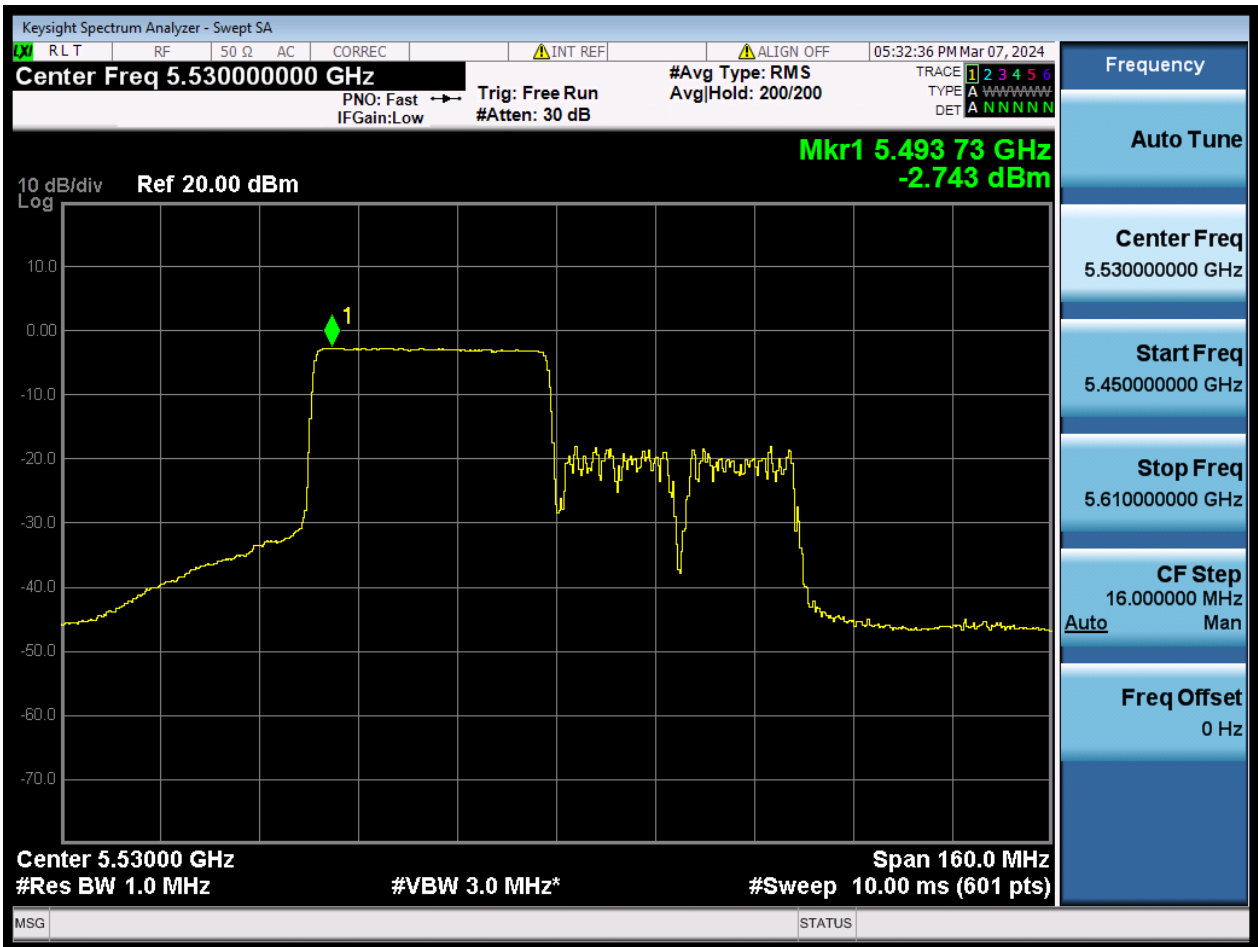 Keysight Spectrum Analyzer - Swept SA
LXI RLT RF 50 Ω AC CORREC INT REF ALIGN OFF 05:32:36 PM Mar 07, 2024
Center Freq 5.530000000 GHz
PNO: Fast
IFGain:Low
Trig: Free Run
#Atten: 30 dB
#Avg Type: RMS
Avg|Hold: 200/200
TRACE 1 2 3 4 5 6
TYPE A WWWWW
DET A N N N N N
Mkr1 5.493 73 GHz
-2.743 dBm
10 dB/div Ref 20.00 dBm
Log
1
10.0
0.00
-10.0
-20.0
-30.0
-40.0
-50.0
-60.0
-70.0
Center 5.53000 GHz Span 160.0 MHz
#Res BW 1.0 MHz #VBW 3.0 MHz* #Sweep 10.00 ms (601 pts)
MSG STATUS
Frequency
Auto Tune
Center Freq
5.530000000 GHz
Start Freq
5.450000000 GHz
Stop Freq
5.610000000 GHz
CF Step
16.000000 MHz
Auto Man
Freq Offset
0 Hz